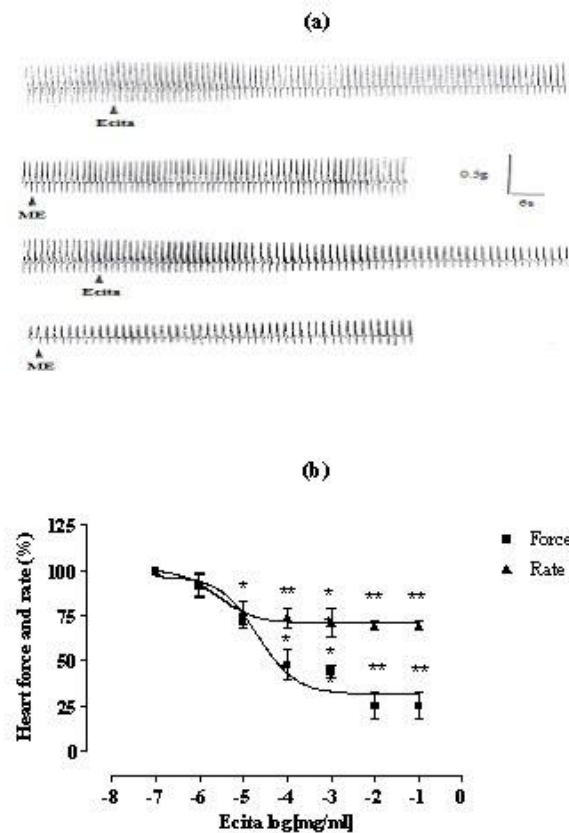 (a)
Ecita
ME
0.5g
6s
Ecita
ME
(b)
Heart force and rate (%)
125
100
75
50
25
0
* ** * ** **
* * ** **
*
*
Force
Rate
-8 -7 -6 -5 -4 -3 -2 -1 0
Ecita log[mg/ml]